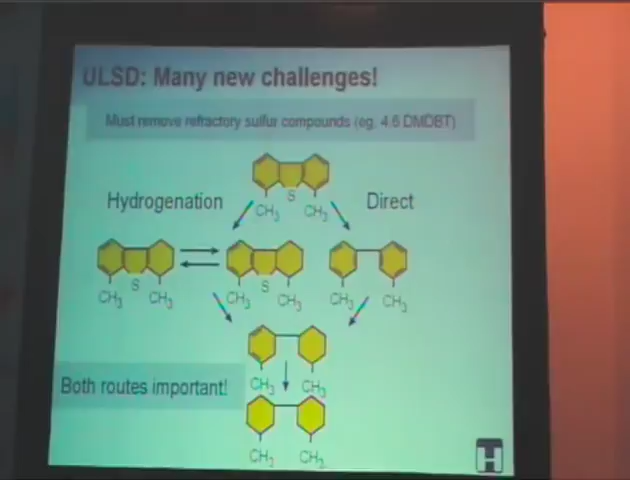 ULSD: Many new challenges!
Must remove refractory sulfur compounds (eg. 4.6 DMDBT)
S
Hydrogenation
CH3 CH3
Direct
S
CH3 CH3
S
CH3 CH3
CH3 CH3
Both routes important!
CH3 CH3
CH3 CH3
H